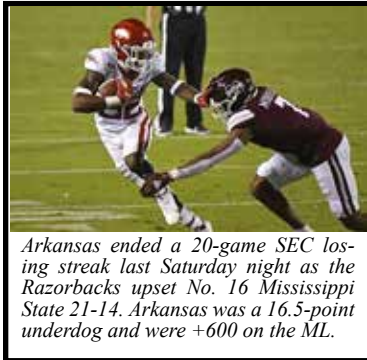 Arkansas ended a 20-game SEC los-
ing streak last Saturday night as the
Razorbacks upset No. 16 Mississippi
State 21-14. Arkansas was a 16.5-point
underdog and were +600 on the ML.